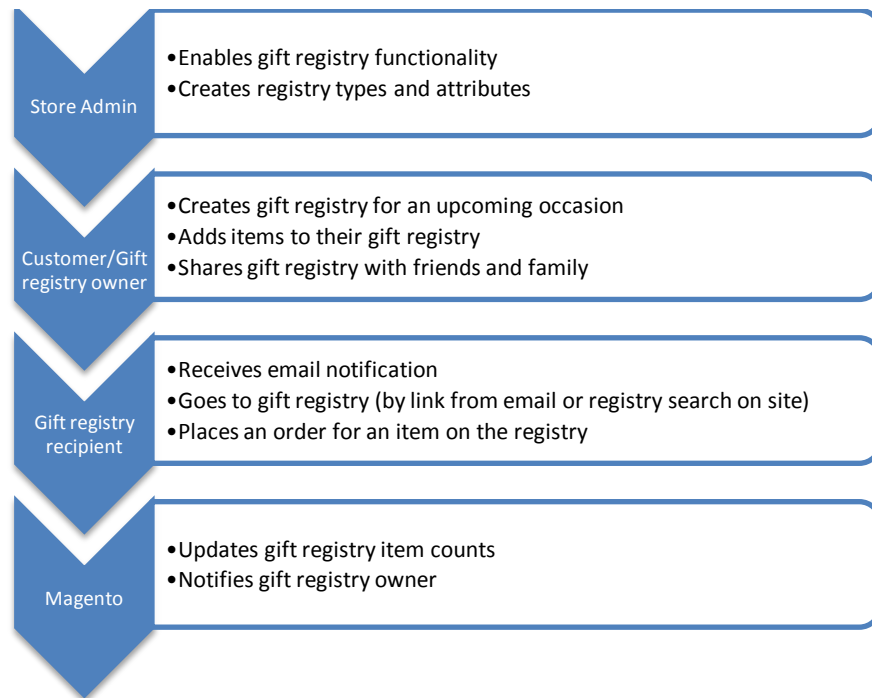 Store Admin
•Enables gift registry functionality
•Creates registry types and attributes
Customer/Gift
registry owner
•Creates gift registry for an upcoming occasion
•Adds items to their gift registry
•Shares gift registry with friends and family
Gift registry
recipient
•Receives email notification
•Goes to gift registry (by link from email or registry search on site)
•Places an order for an item on the registry
Magento
•Updates gift registry item counts
•Notifies gift registry owner